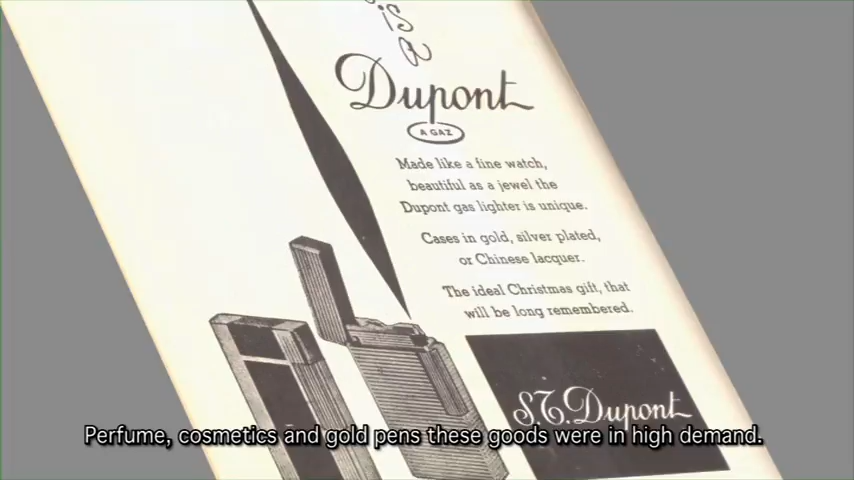 is
a
Dupont
A GAZ
Made like a fine watch,
beautiful as a jewel the
Dupont gas lighter is unique.
Cases in gold, silver plated,
or Chinese lacquer.
The ideal Christmas gift, that
will be long remembered.
S.T. Dupont
Perfume, cosmetics and gold pens these goods were in high demand.